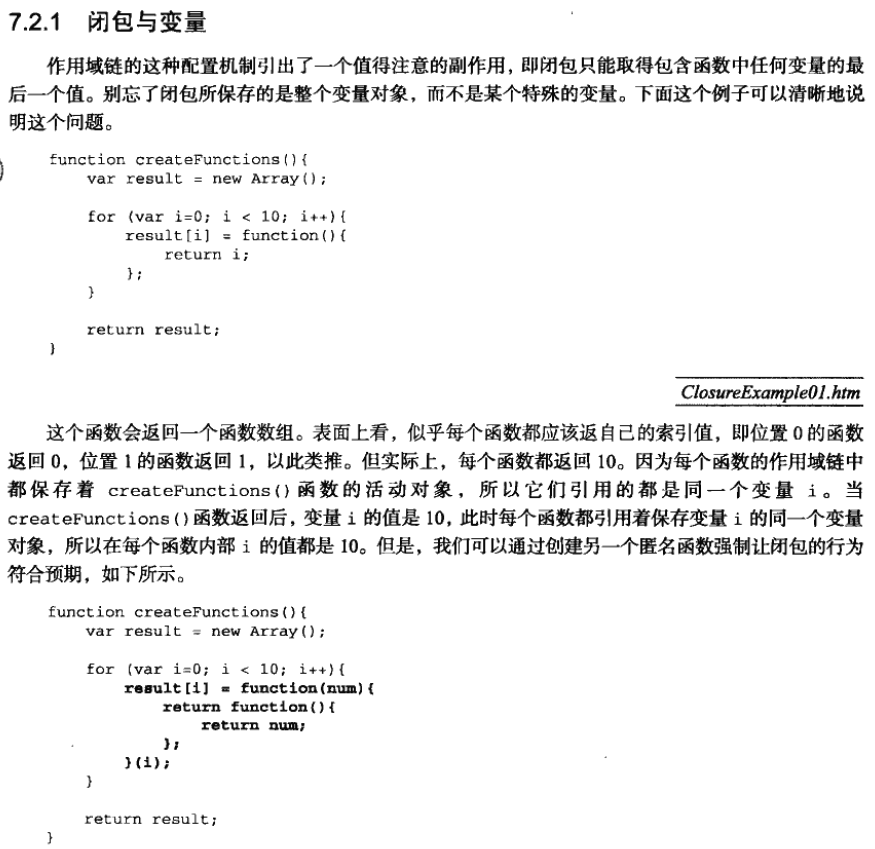 7.2.1 闭包与变量
作用域链的这种配置机制引出了一个值得注意的副作用，即闭包只能取得包含函数中任何变量的最
后一个值。别忘了闭包所保存的是整个变量对象，而不是某个特殊的变量。下面这个例子可以清晰地说
明这个问题。
function createFunctions(){
    var result = new Array();

    for (var i=0; i < 10; i++){
        result[i] = function(){
            return i;
        };
    }

    return result;
}
ClosureExample01.htm
这个函数会返回一个函数数组。表面上看，似乎每个函数都应该返自己的索引值，即位置 0 的函数
返回 0，位置 1 的函数返回 1，以此类推。但实际上，每个函数都返回 10。因为每个函数的作用域链中
都保存着 createFunctions() 函数的活动对象，所以它们引用的都是同一个变量 i。当
createFunctions()函数返回后，变量 i 的值是 10，此时每个函数都引用着保存变量 i 的同一个变量
对象，所以在每个函数内部 i 的值都是 10。但是，我们可以通过创建另一个匿名函数强制让闭包的行为
符合预期，如下所示。
function createFunctions(){
    var result = new Array();

    for (var i=0; i < 10; i++){
        result[i] = function(num){
            return function(){
                return num;
            };
        }(i);
    }

    return result;
}